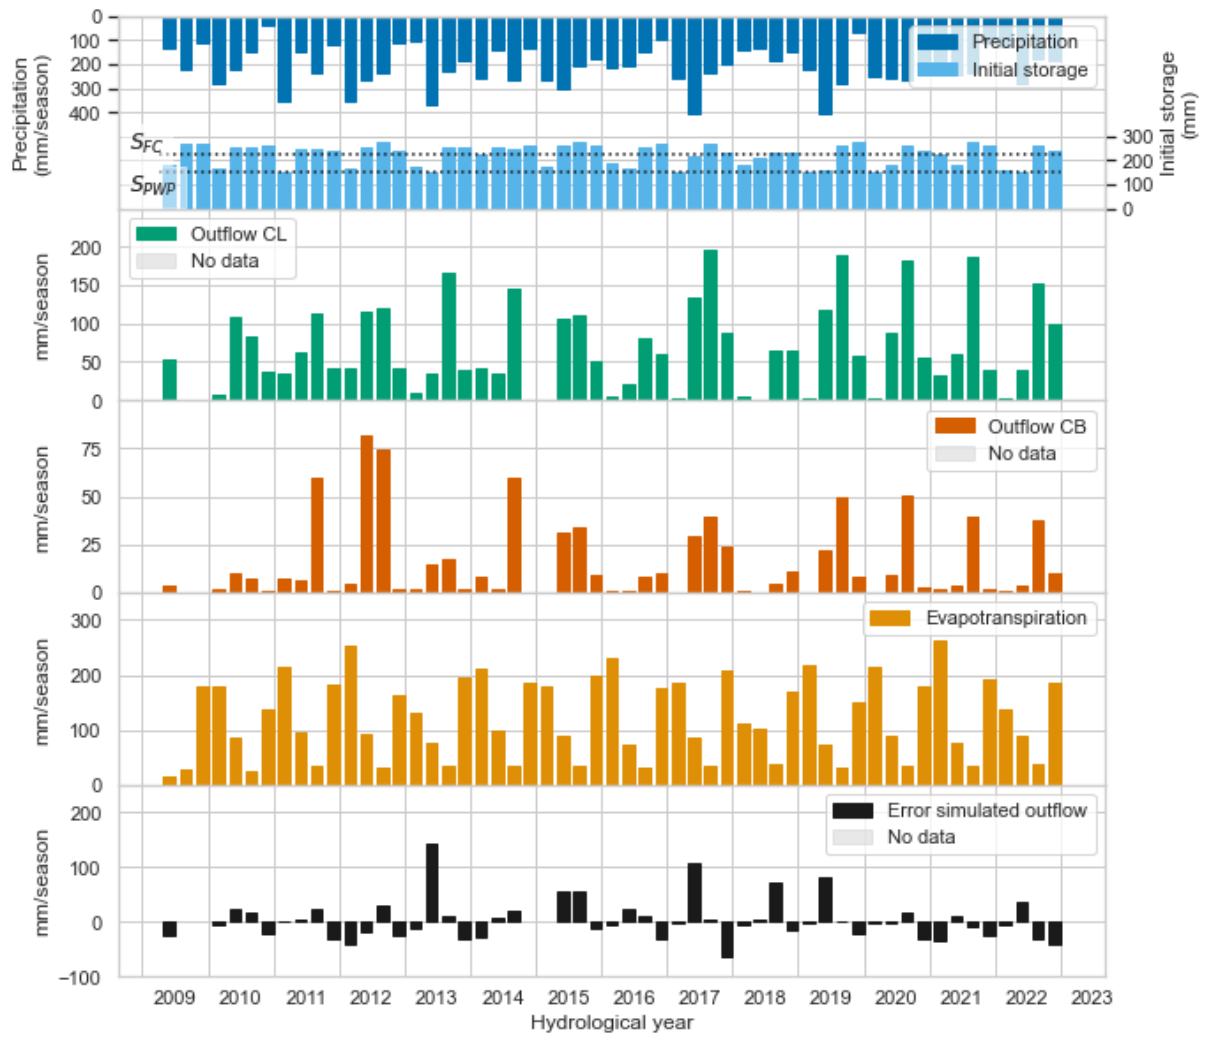 Precipitation
(mm/season)
0
100
200
300
400
Precipitation
Initial storage
Initial storage
(mm)
300
200
100
0
S_FC
S_PWP
mm/season
200
150
100
50
0
Outflow CL
No data
mm/season
75
50
25
0
Outflow CB
No data
mm/season
300
200
100
0
Evapotranspiration
mm/season
200
100
0
−100
Error simulated outflow
No data
2009 2010 2011 2012 2013 2014 2015 2016 2017 2018 2019 2020 2021 2022 2023
Hydrological year